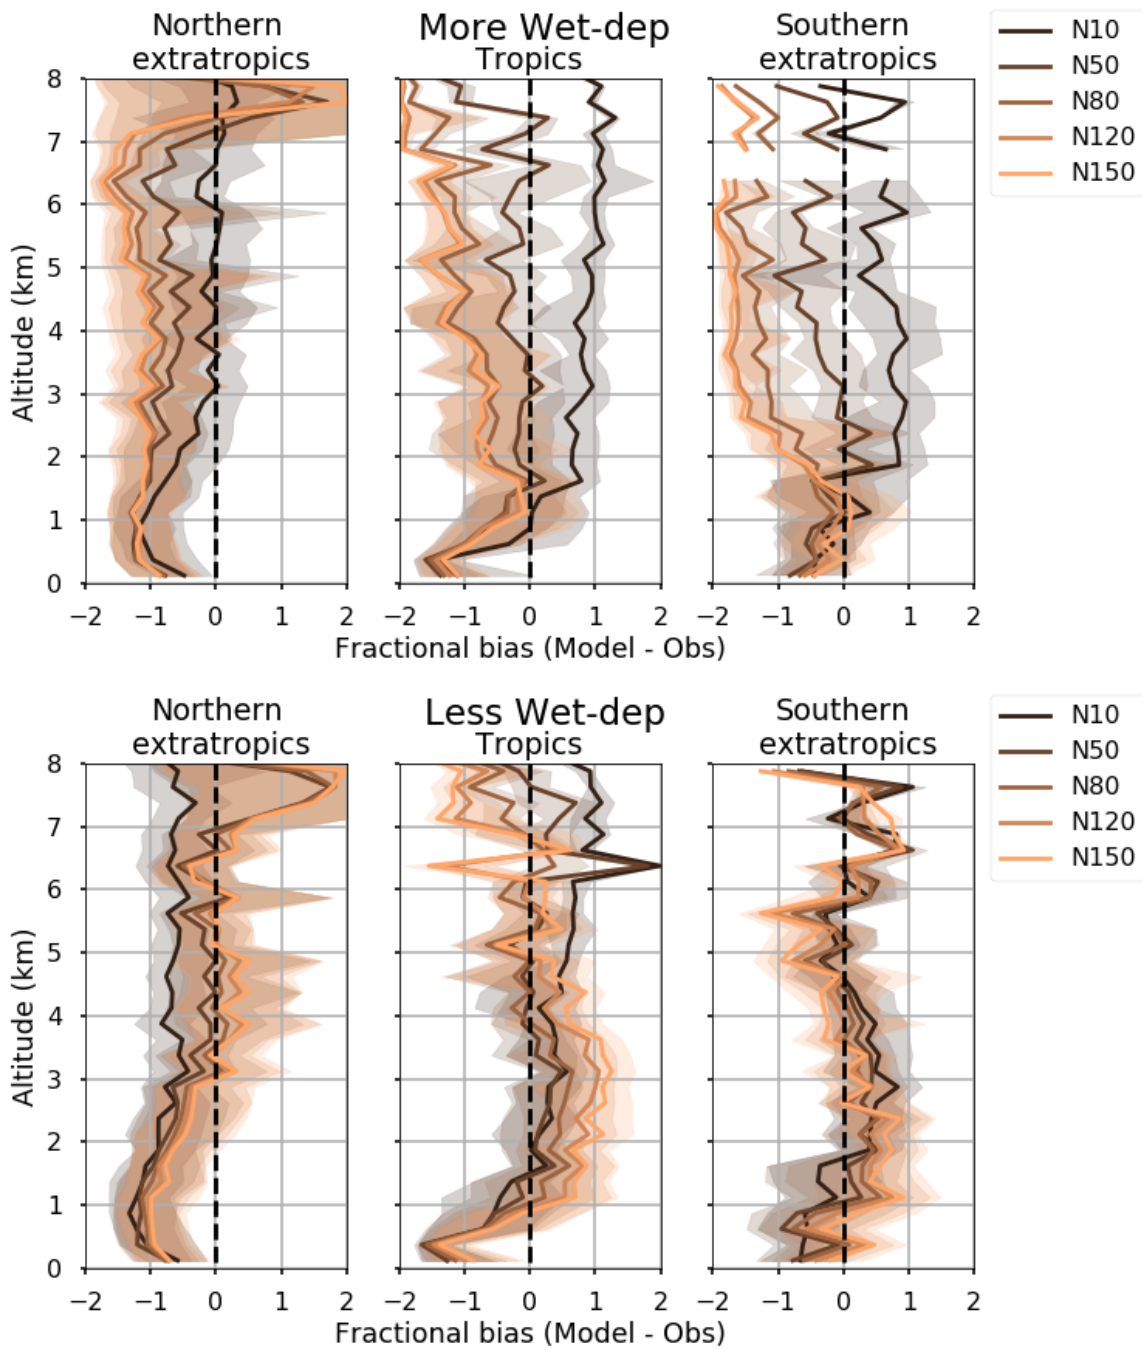 Northern
extratropics
More Wet-dep
Tropics
Southern
extratropics
N10
N50
N80
N120
N150
Altitude (km)
8
7
6
5
4
3
2
1
0
−2 −1 0 1 2
−2 −1 0 1 2
−2 −1 0 1 2
Fractional bias (Model - Obs)
Northern
extratropics
Less Wet-dep
Tropics
Southern
extratropics
N10
N50
N80
N120
N150
Altitude (km)
8
7
6
5
4
3
2
1
0
−2 −1 0 1 2
−2 −1 0 1 2
−2 −1 0 1 2
Fractional bias (Model - Obs)